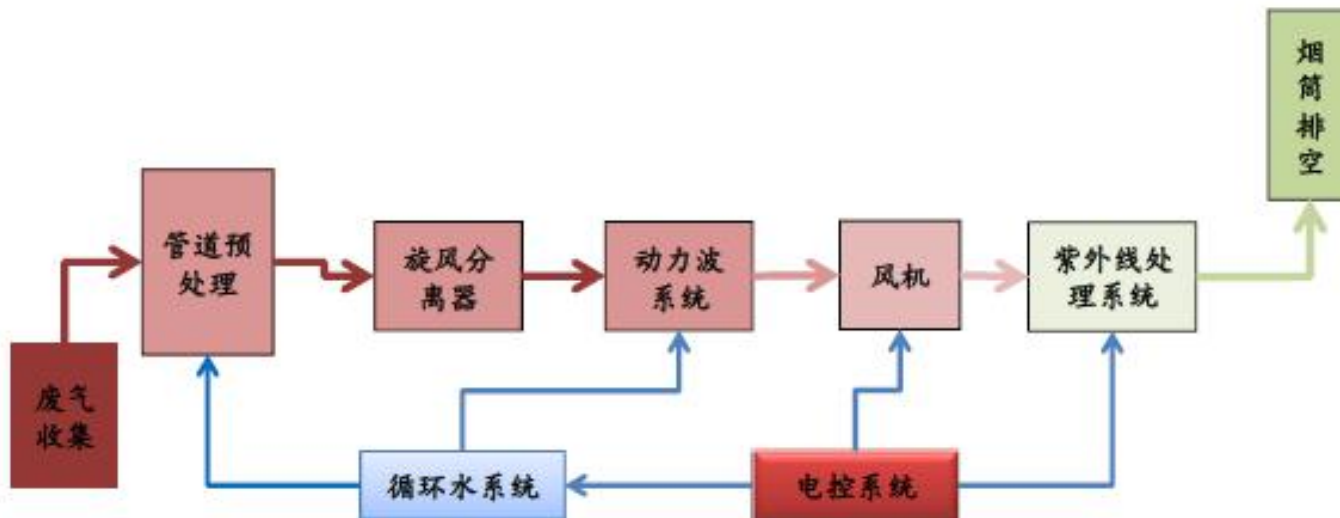 烟
筒
排
空
管道预
处理
旋风分
离器
动力波
系统
风机
紫外线处
理系统
废气
收集
循环水系统
电控系统